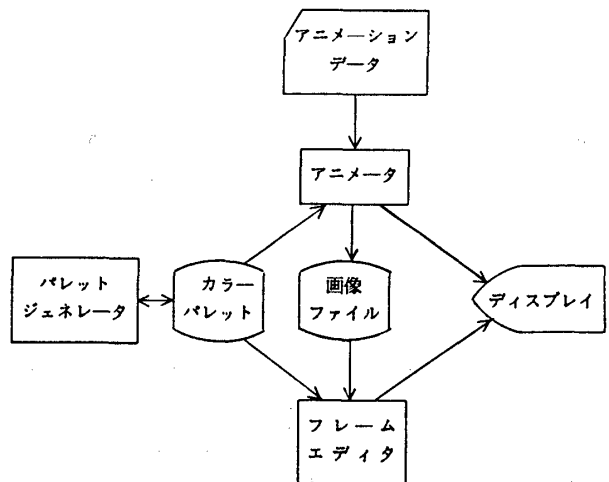 アニメーション
データ
アニメータ
パレット
ジェネレータ
カラー
パレット
画像
ファイル
ディスプレイ
フレーム
エディタ